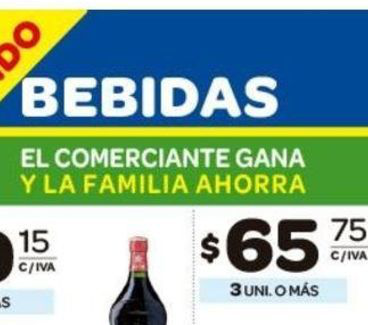 BEBIDAS
EL COMERCIANTE GANA
Y LA FAMILIA AHORRA
15
C/IVA
$65 75
C/IVA
3 UNI. O MÁS